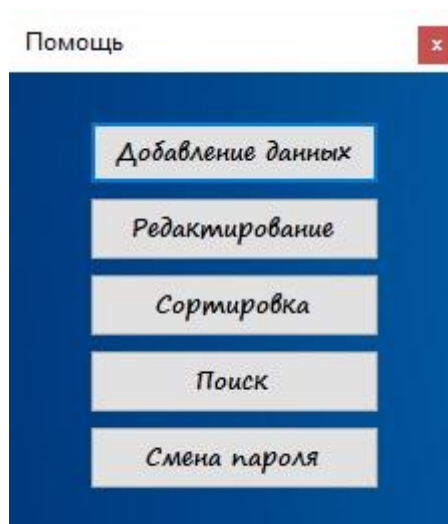 Помощь
x
Добавление данных
Редактирование
Сортировка
Поиск
Смена пароля